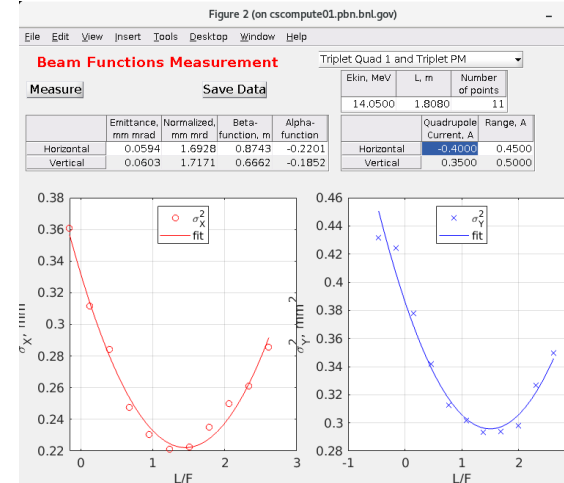 Figure 2 (on cscompute01.pbn.bnl.gov)
File Edit View Insert Tools Desktop Window Help
Beam Functions Measurement
Triplet Quad 1 and Triplet PM
Measure
Save Data
Ekin, MeV L, m Number of points
14.0500 1.8080 11
Emittance, mm mrad Normalized, mm mrd Beta-function, m Alpha-function
Horizontal 0.0594 1.6928 0.8743 -0.2201
Vertical 0.0603 1.7171 0.6662 -0.1852
Quadrupole Current, A Range, A
Horizontal -0.4000 0.4500
Vertical 0.3500 0.5000
0.38
0.36
0.34
0.32
0.3
0.28
0.26
0.24
0.22
0 1 2 3
L/F
σ²X
fit
σX, mm²
0.46
0.44
0.42
0.4
0.38
0.36
0.34
0.32
0.3
0.28
-1 0 1 2
L/F
σ²Y
fit
σ²Y,